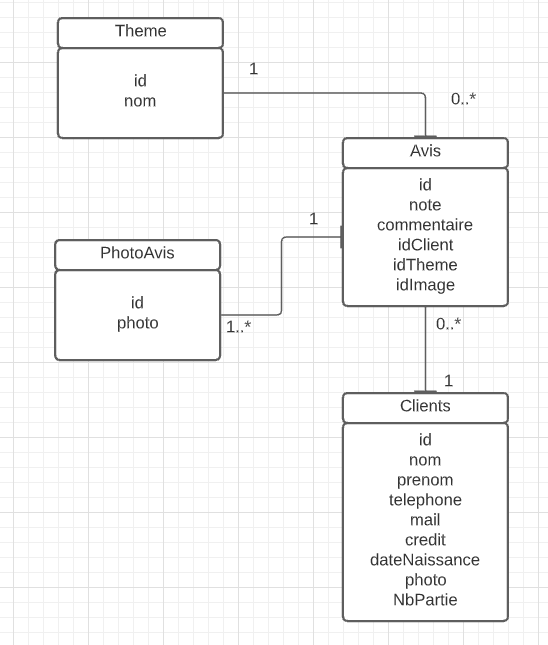 Theme
id
nom
1
0..*
Avis
id
note
commentaire
idClient
idTheme
idImage
1
PhotoAvis
id
photo
1..*
0..*
1
Clients
id
nom
prenom
telephone
mail
credit
dateNaissance
photo
NbPartie